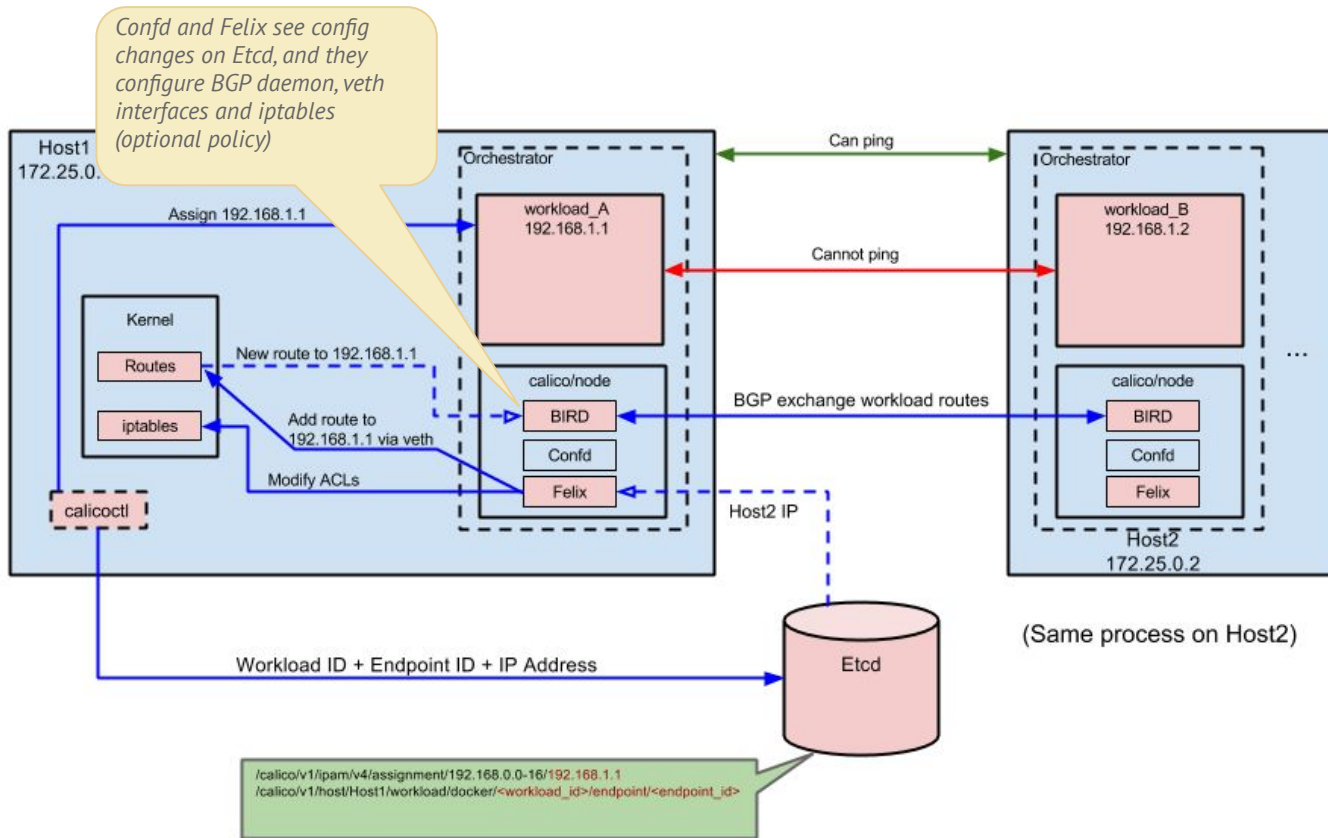 Confd and Felix see config
changes on Etcd, and they
configure BGP daemon, veth
interfaces and iptables
(optional policy)
Host1
172.25.0.
Orchestrator
Can ping
Orchestrator
Assign 192.168.1.1
workload_A
192.168.1.1
workload_B
192.168.1.2
Cannot ping
Kernel
New route to 192.168.1.1
Routes
iptables
calico/node
BIRD
Confd
Felix
BGP exchange workload routes
calico/node
BIRD
Confd
Felix
...
Add route to
192.168.1.1 via veth
Modify ACLs
calicoctl
Host2 IP
Host2
172.25.0.2
(Same process on Host2)
Workload ID + Endpoint ID + IP Address
Etcd
/calico/v1/ipam/v4/assignment/192.168.0.0-16/192.168.1.1
/calico/v1/host/Host1/workload/docker/<workload_id>/endpoint/<endpoint_id>